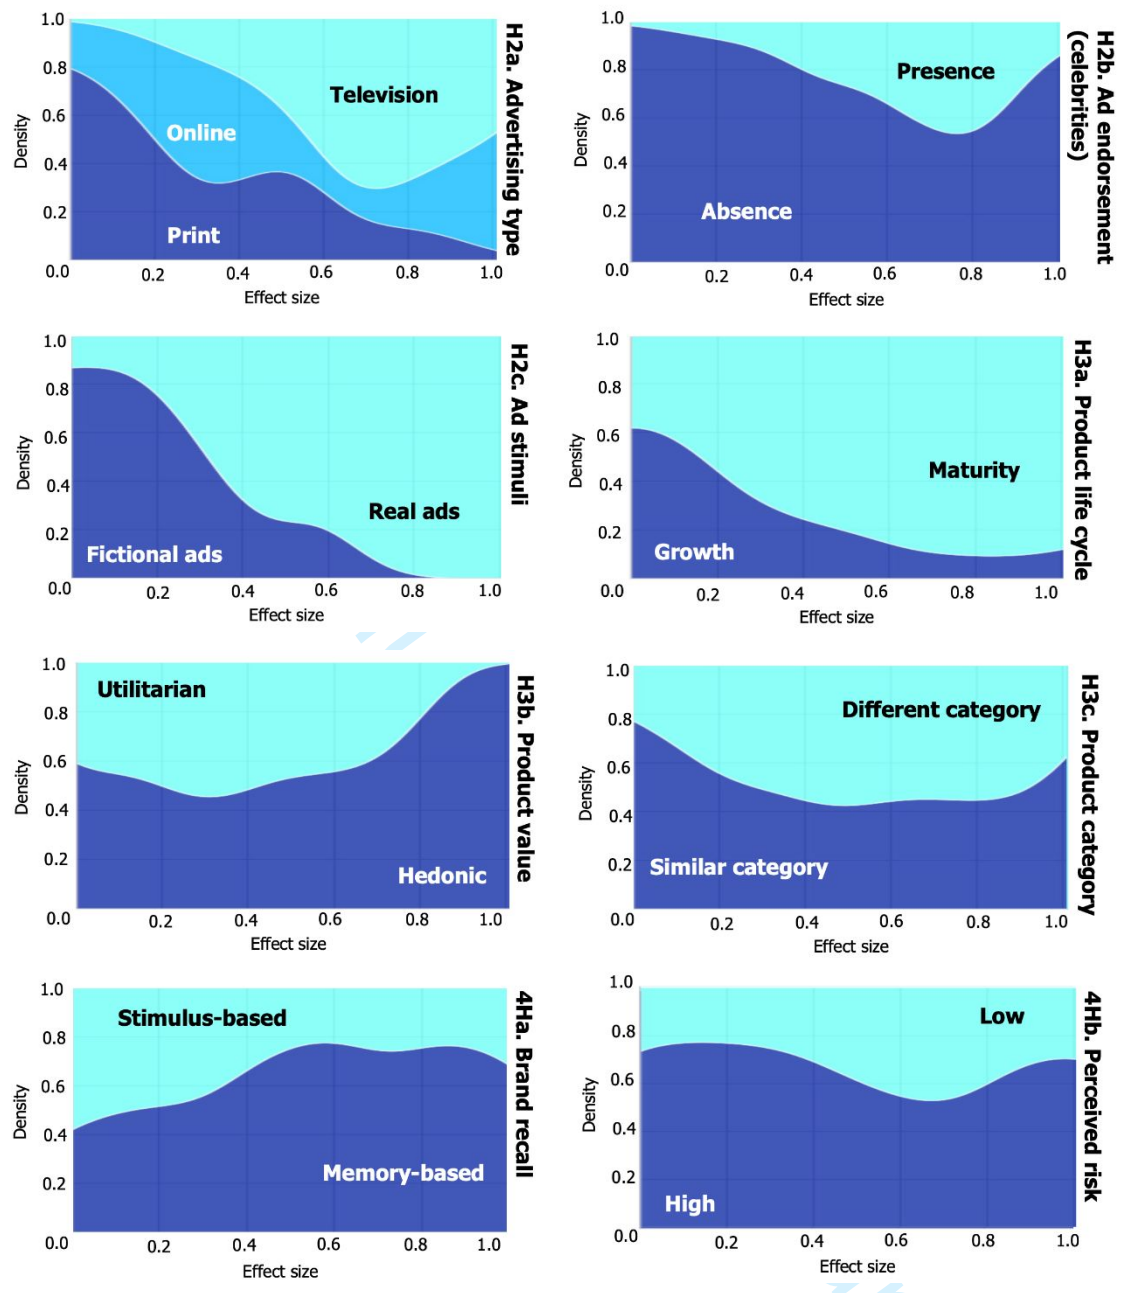 1.0
0.8
0.6
0.4
0.2
0.0
0.2
0.4
0.6
0.8
1.0
Density
Effect size
Television
Online
Print
H2a. Advertising type
1.0
0.8
0.6
0.4
0.2
0.0
0.2
0.4
0.6
0.8
1.0
Density
Effect size
Presence
Absence
H2b. Ad endorsement
(celebrities)
1.0
0.8
0.6
0.4
0.2
0.0
0.2
0.4
0.6
0.8
1.0
Density
Effect size
Real ads
Fictional ads
H2c. Ad stimuli
1.0
0.6
0.4
0.2
0.0
0.2
0.4
0.6
0.8
1.0
Density
Effect size
Maturity
Growth
H3a. Product life cycle
1.0
0.8
0.6
0.4
0.2
0.0
0.2
0.4
0.6
0.8
1.0
Density
Effect size
Utilitarian
Hedonic
H3b. Product value
1.0
0.8
0.6
0.4
0.2
0.0
0.2
0.4
0.6
0.8
1.0
Density
Effect size
Different category
Similar category
H3c. Product category
1.0
0.8
0.6
0.4
0.2
0.0
0.2
0.4
0.6
0.8
1.0
Density
Effect size
Stimulus-based
Memory-based
4Ha. Brand recall
1.0
0.8
0.6
0.4
0.2
0.0
0.2
0.4
0.6
0.8
1.0
Density
Effect size
Low
High
4Hb. Perceived risk